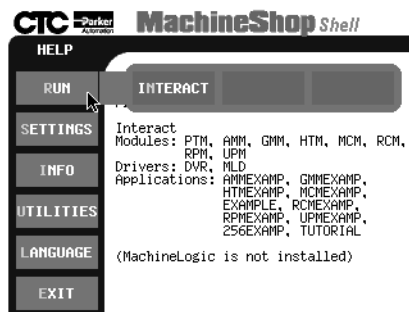 CTC Parker Automation MachineShop Shell
HELP
RUN INTERACT
SETTINGS
INFO
UTILITIES
LANGUAGE
EXIT
Interact
Modules: PTM, AMM, GMM, HTM, MCM, RCM,
RPM, UPM
Drivers: DVR, MLD
Applications: AMMEXAMP, GMMEXAMP,
HTMEXAMP, MCMEXAMP,
EXAMPLE, RCMEXAMP,
RPMEXAMP, UPMEXAMP,
256EXAMP, TUTORIAL
(MachineLogic is not installed)